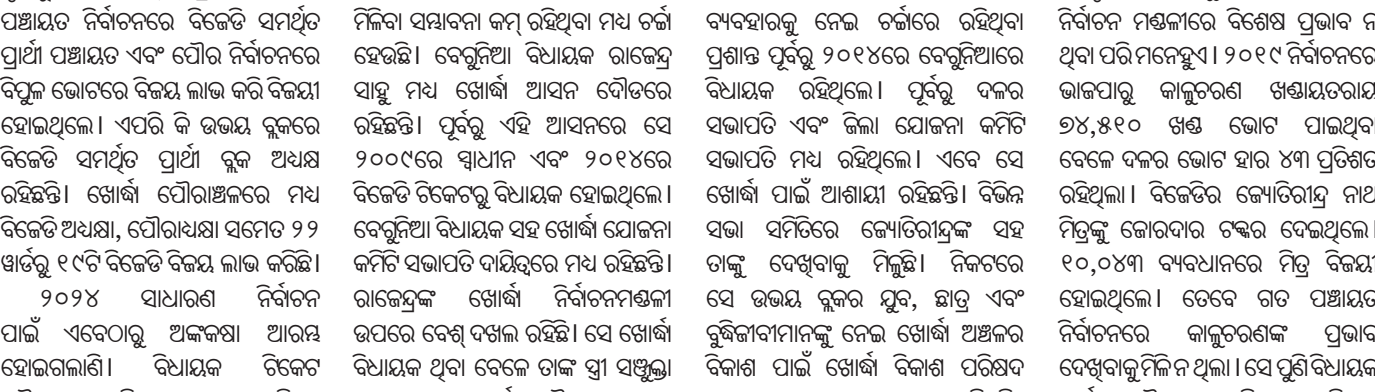 ପଞ୍ଚାୟତ ନିର୍ବାଚନରେ ବିଜେଡି ସମର୍ଥିତ
ପ୍ରାର୍ଥୀ ପଞ୍ଚାୟତ ଏବଂ ପୌର ନିର୍ବାଚନରେ
ବିପୁଳ ଭୋଟରେ ବିଜୟ ଲାଭ କରି ବିଜୟୀ
ହୋଇଥିଲେ। ଏପରି କି ଉଭୟ ବ୍ଲକରେ
ବିଜେଡି ସମର୍ଥିତ ପ୍ରାର୍ଥୀ ବ୍ଲକ ଅଧ୍ୟକ୍ଷ
ରହିଛନ୍ତି। ଖୋର୍ଦ୍ଧା ପୌରାଞ୍ଚଳରେ ମଧ୍ୟ
ବିଜେଡି ଅଧ୍ୟକ୍ଷା, ପୌରାଧ୍ୟକ୍ଷା ସମେତ ୨୨
ୱାର୍ଡରୁ ୧୯ଟି ବିଜେଡି ବିଜୟ ଲାଭ କରିଛି।
୨୦୨୪ ସାଧାରଣ ନିର୍ବାଚନ
ପାଇଁ ଏବେଠାରୁ ଅଙ୍କକଷା ଆରମ୍ଭ
ହୋଇଗଲାଣି। ବିଧାୟକ ଟିକେଟ
ମିଳିବା ସମ୍ଭାବନା କମ୍ ରହିଥିବା ମଧ୍ୟ ଚର୍ଚ୍ଚା
ହେଉଛି। ବେଗୁନିଆ ବିଧାୟକ ରାଜେନ୍ଦ୍ର
ସାହୁ ମଧ୍ୟ ଖୋର୍ଦ୍ଧା ଆସନ ଦୌଡରେ
ରହିଛନ୍ତି। ପୂର୍ବରୁ ଏହି ଆସନରେ ସେ
୨୦୦୯ରେ ସ୍ୱାଧୀନ ଏବଂ ୨୦୧୪ରେ
ବିଜେଡି ଟିକେଟରୁ ବିଧାୟକ ହୋଇଥିଲେ।
ବେଗୁନିଆ ବିଧାୟକ ସହ ଖୋର୍ଦ୍ଧା ଯୋଜନା
କମିଟି ସଭାପତି ଦାୟିତ୍ୱରେ ମଧ୍ୟ ରହିଛନ୍ତି।
ରାଜେନ୍ଦ୍ରଙ୍କ ଖୋର୍ଦ୍ଧା ନିର୍ବାଚନମଣ୍ଡଳୀ
ଉପରେ ବେଶ୍ ଦଖଲ ରହିଛି। ସେ ଖୋର୍ଦ୍ଧା
ବିଧାୟକ ଥିବା ବେଳେ ତାଙ୍କ ସ୍ତ୍ରୀ ସଞ୍ଜୁକ୍ତା
ବ୍ୟବହାରକୁ ନେଇ ଚର୍ଚ୍ଚାରେ ରହିଥିବା
ପ୍ରଶାନ୍ତ ପୂର୍ବରୁ ୨୦୧୪ରେ ବେଗୁନିଆରେ
ବିଧାୟକ ରହିଥିଲେ। ପୂର୍ବରୁ ଦଳର
ସଭାପତି ଏବଂ ଜିଲା ଯୋଜନା କମିଟି
ସଭାପତି ମଧ୍ୟ ରହିଥିଲେ। ଏବେ ସେ
ଖୋର୍ଦ୍ଧା ପାଇଁ ଆଶାୟୀ ରହିଛନ୍ତି। ବିଭିନ୍ନ
ସଭା ସମିତିରେ ଜ୍ୟୋତିରୀନ୍ଦ୍ରଙ୍କ ସହ
ତାଙ୍କୁ ଦେଖିବାକୁ ମିଳୁଛି। ନିକଟରେ
ସେ ଉଭୟ ବ୍ଲକର ଯୁବ, ଛାତ୍ର ଏବଂ
ବୁଦ୍ଧିଜୀବୀମାନଙ୍କୁ ନେଇ ଖୋର୍ଦ୍ଧା ଅଞ୍ଚଳର
ବିକାଶ ପାଇଁ ଖୋର୍ଦ୍ଧା ବିକାଶ ପରିଷଦ
ନିର୍ବାଚନ ମଣ୍ଡଳୀରେ ବିଶେଷ ପ୍ରଭାବ ନ
ଥିବା ପରି ମନେହୁଏ। ୨୦୧୯ ନିର୍ବାଚନରେ
ଭାଜପାରୁ କାଳୁଚରଣ ଖଣ୍ଡାୟତରାୟ
୭୪,୫୧୦ ଖଣ୍ଡ ଭୋଟ ପାଇଥିବା
ବେଳେ ଦଳର ଭୋଟ ହାର ୪୩ ପ୍ରତିଶତ
ରହିଥିଲା। ବିଜେଡିର ଜ୍ୟୋତିରୀନ୍ଦ୍ର ନାଥ
ମିତ୍ରଙ୍କୁ ଜୋରଦାର ଟକ୍କର ଦେଇଥିଲେ।
୧୦,୦୪୩ ବ୍ୟବଧାନରେ ମିତ୍ର ବିଜୟୀ
ହୋଇଥିଲେ। ତେବେ ଗତ ପଞ୍ଚାୟତ
ନିର୍ବାଚନରେ କାଳୁଚରଣଙ୍କ ପ୍ରଭାବ
ଦେଖିବାକୁ ମିଳି ନ ଥିଲା। ସେ ପୁଣି ବିଧାୟକ